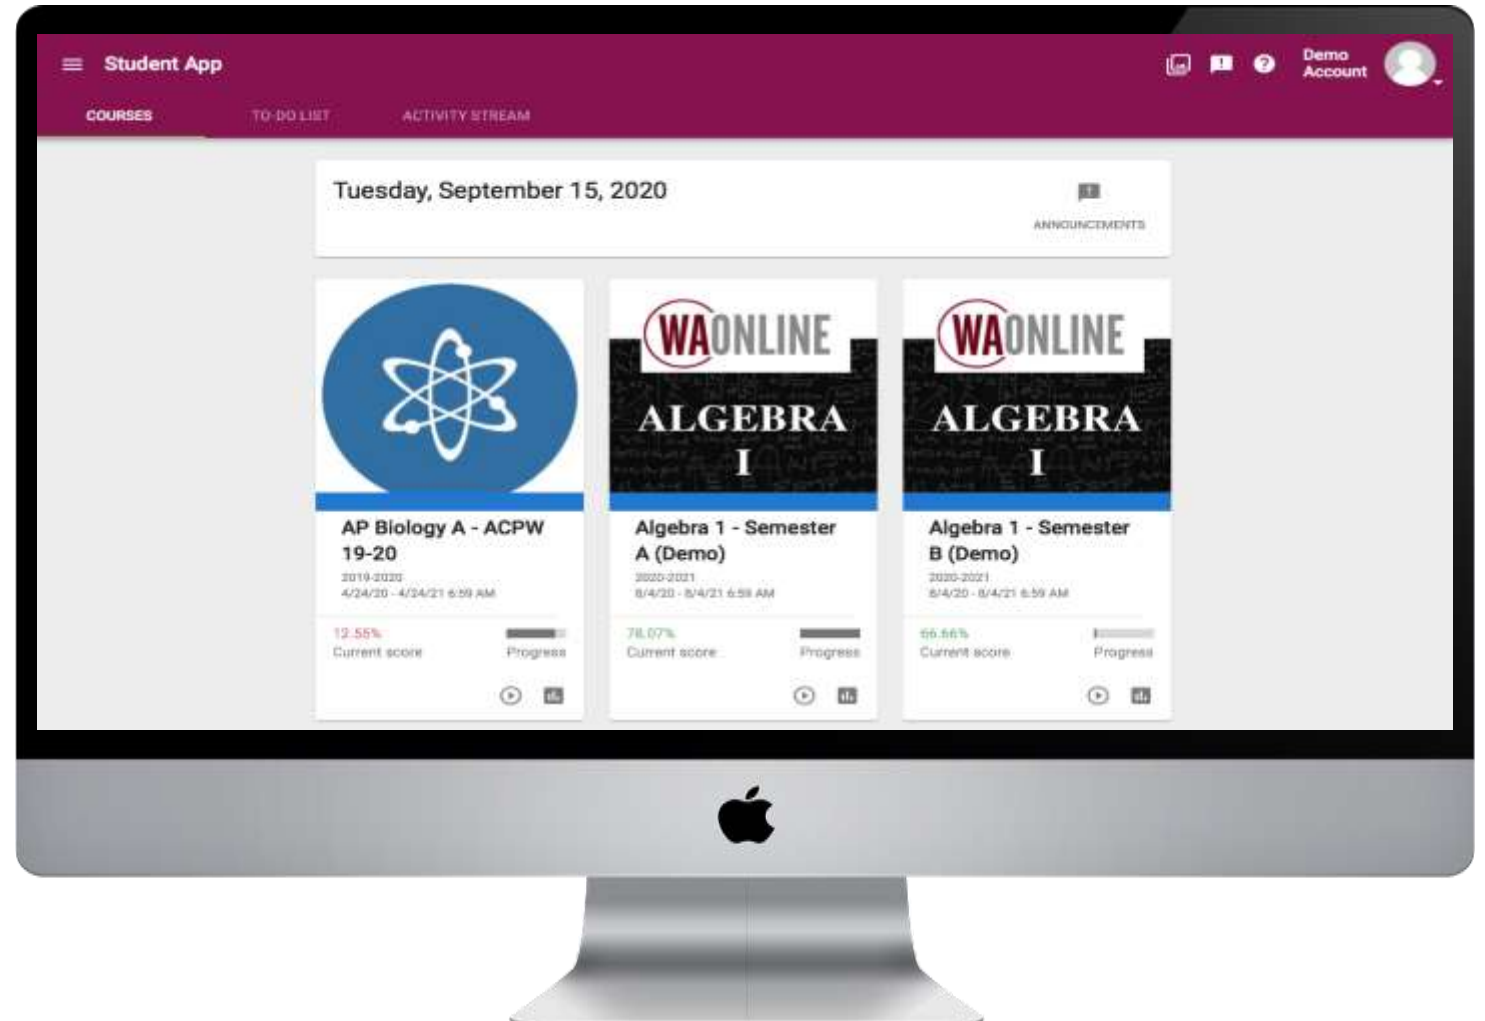 Student App
Demo
Account
COURSES
TO-DO LIST
ACTIVITY STREAM
Tuesday, September 15, 2020
ANNOUNCEMENTS
WAONLINE
ALGEBRA
I
WAONLINE
ALGEBRA
I
AP Biology A - ACPW
19-20
2019-2020
4/24/20 - 4/24/21 6:59 AM
12.55%
Current score
Progress
Algebra 1 - Semester
A (Demo)
2020-2021
8/4/20 - 8/4/21 6:59 AM
78.07%
Current score
Progress
Algebra 1 - Semester
B (Demo)
2020-2021
8/4/20 - 8/4/21 6:59 AM
66.66%
Current score
Progress